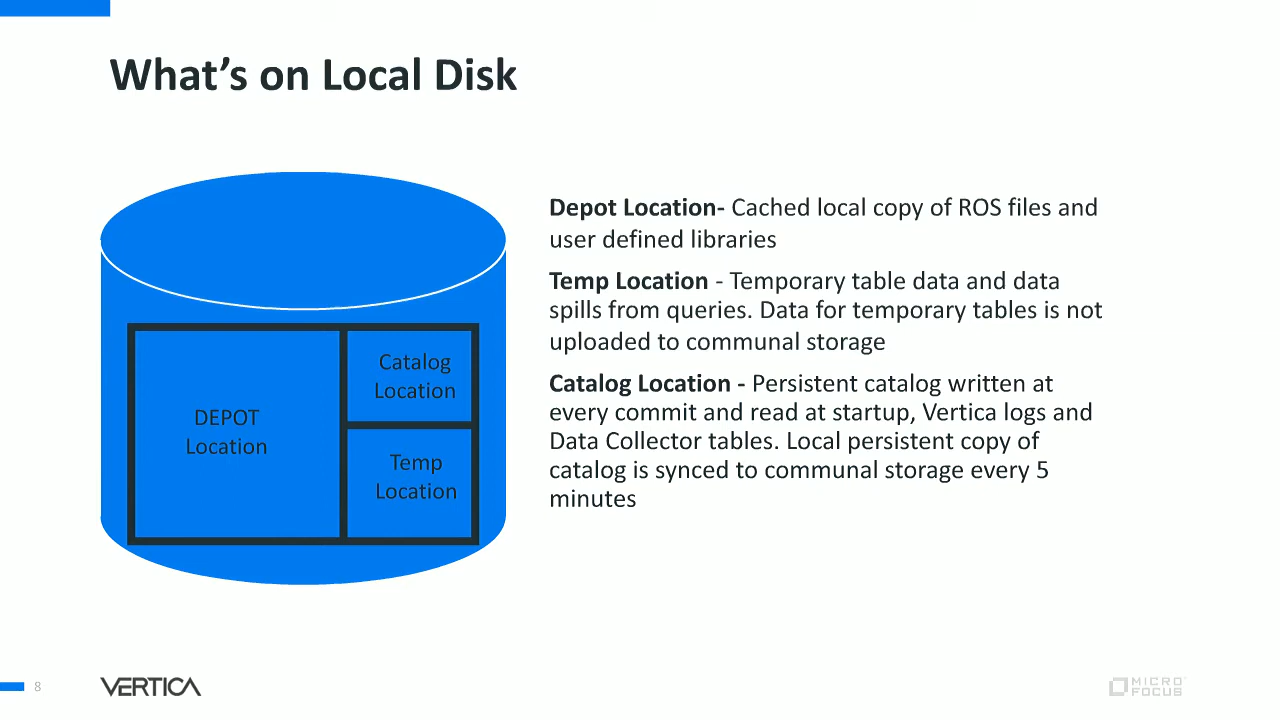 What's on Local Disk
Depot Location- Cached local copy of ROS files and
user defined libraries
Temp Location - Temporary table data and data
spills from queries. Data for temporary tables is not
uploaded to communal storage
Catalog Location - Persistent catalog written at
every commit and read at startup, Vertica logs and
Data Collector tables. Local persistent copy of
catalog is synced to communal storage every 5
minutes
DEPOT
Location
Catalog
Location
Temp
Location
8
VERTICA
MICRO
FOCUS